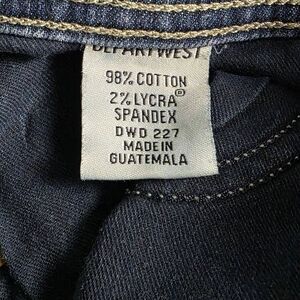 DEPARTWEST
98% COTTON
2% LYCRA®
SPANDEX
DWD 227
MADE IN
GUATEMALA